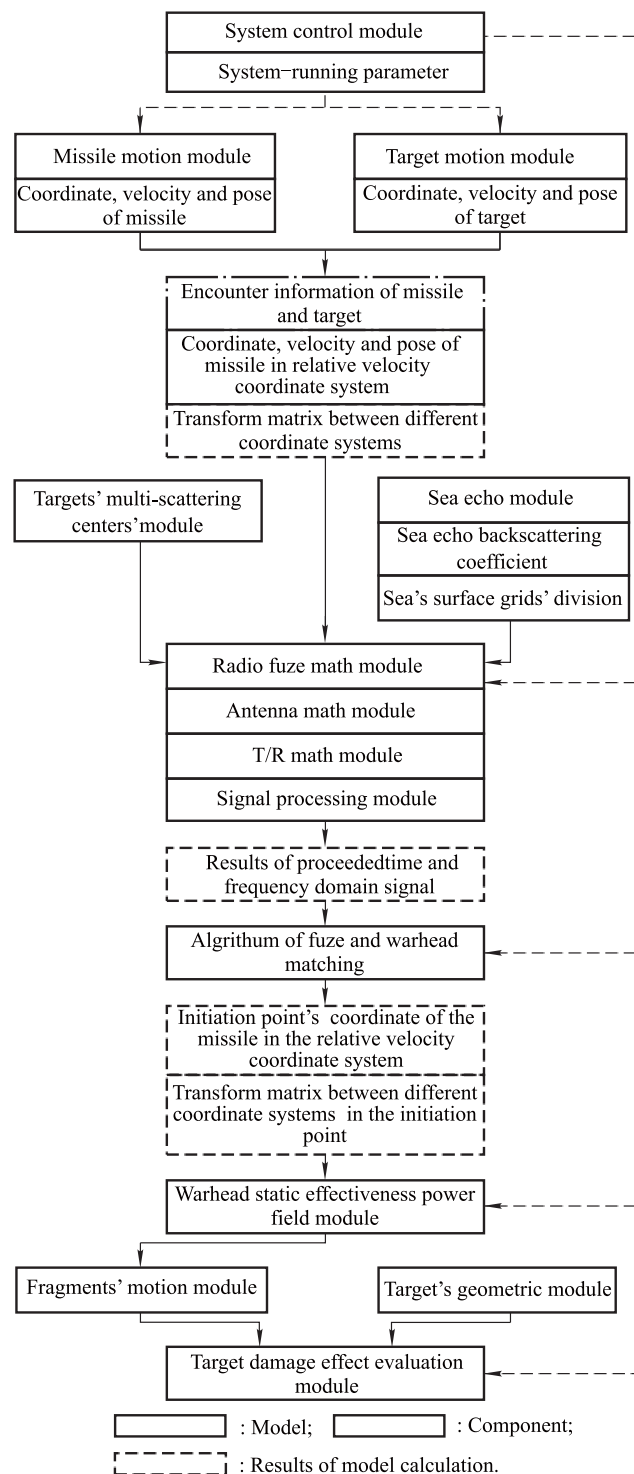 System control module
System-running parameter
Missile motion module
Coordinate, velocity and pose
of missile
Target motion module
Coordinate, velocity and pose
of target
Encounter information of missile
and target
Coordinate, velocity and pose of
missile in relative velocity
coordinate system
Transform matrix between different
coordinate systems
Targets' multi-scattering
centers'module
Sea echo module
Sea echo backscattering
coefficient
Sea's surface grids' division
Radio fuze math module
Antenna math module
T/R math module
Signal processing module
Results of proceededtime and
frequency domain signal
Algrithum of fuze and warhead
matching
Initiation point's coordinate of the
missile in the relative velocity
coordinate system
Transform matrix between different
coordinate systems in the initiation
point
Warhead static effectiveness power
field module
Fragments' motion module
Target's geometric module
Target damage effect evaluation
module
: Model; : Component;
: Results of model calculation.